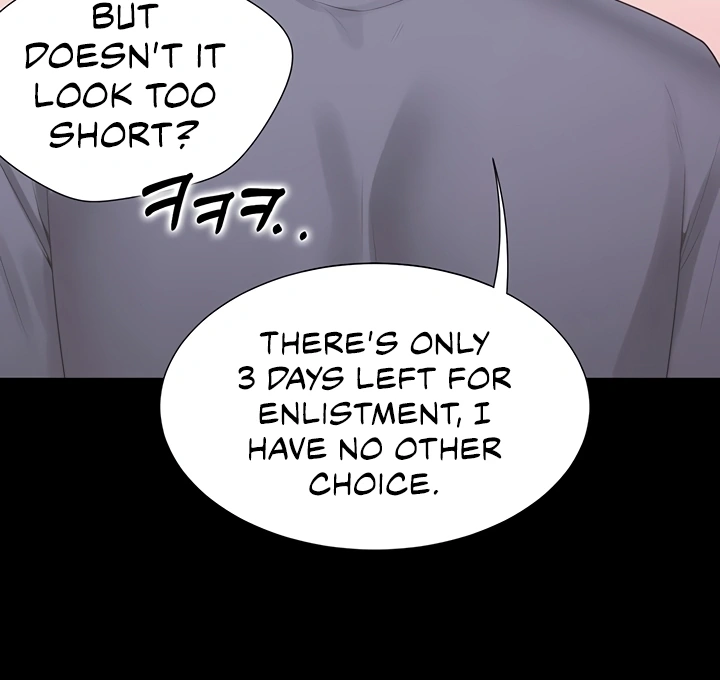 BUT
DOESN'T IT
LOOK TOO
SHORT?
ㅋㅋㅋ..
THERE'S ONLY
3 DAYS LEFT FOR
ENLISTMENT, I
HAVE NO OTHER
CHOICE.